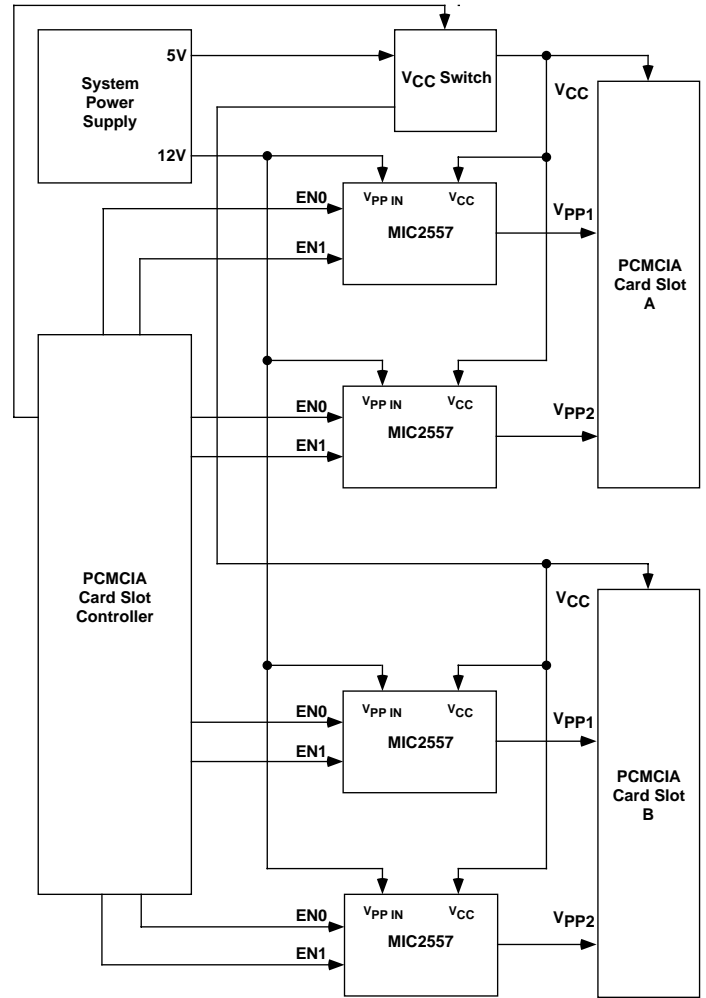 5V
System
Power
Supply
12V
VCC Switch
VCC
EN0
EN1
VPP IN
VCC
MIC2557
VPP1
PCMCIA
Card Slot
A
EN0
EN1
VPP IN
VCC
MIC2557
VPP2
PCMCIA
Card Slot
Controller
VCC
EN0
EN1
VPP IN
VCC
MIC2557
VPP1
PCMCIA
Card Slot
B
EN0
EN1
VPP IN
VCC
MIC2557
VPP2